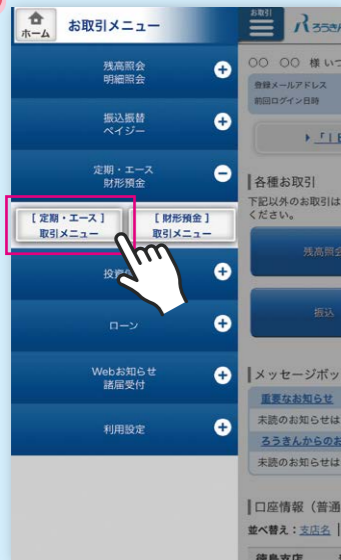 ホーム
お取引メニュー
残高照会
明細照会
振込振替
ペイジー
定期・エース
財形預金
[ 定期・エース ]
取引メニュー
[ 財形預金 ]
取引メニュー
投資
ローン
Webお知らせ
諸届受付
利用設定
お取引
ろうきん
○○ ○○ 様 い
登録メールアドレス
前回ログイン日時
「I
各種お取引
下記以外のお取引は
ください。
残高照会
振込
メッセージボッ
重要なお知らせ
未読のお知らせは
ろうきんからのお
未読のお知らせは
口座情報（普通
並べ替え：支店名
徳島支店